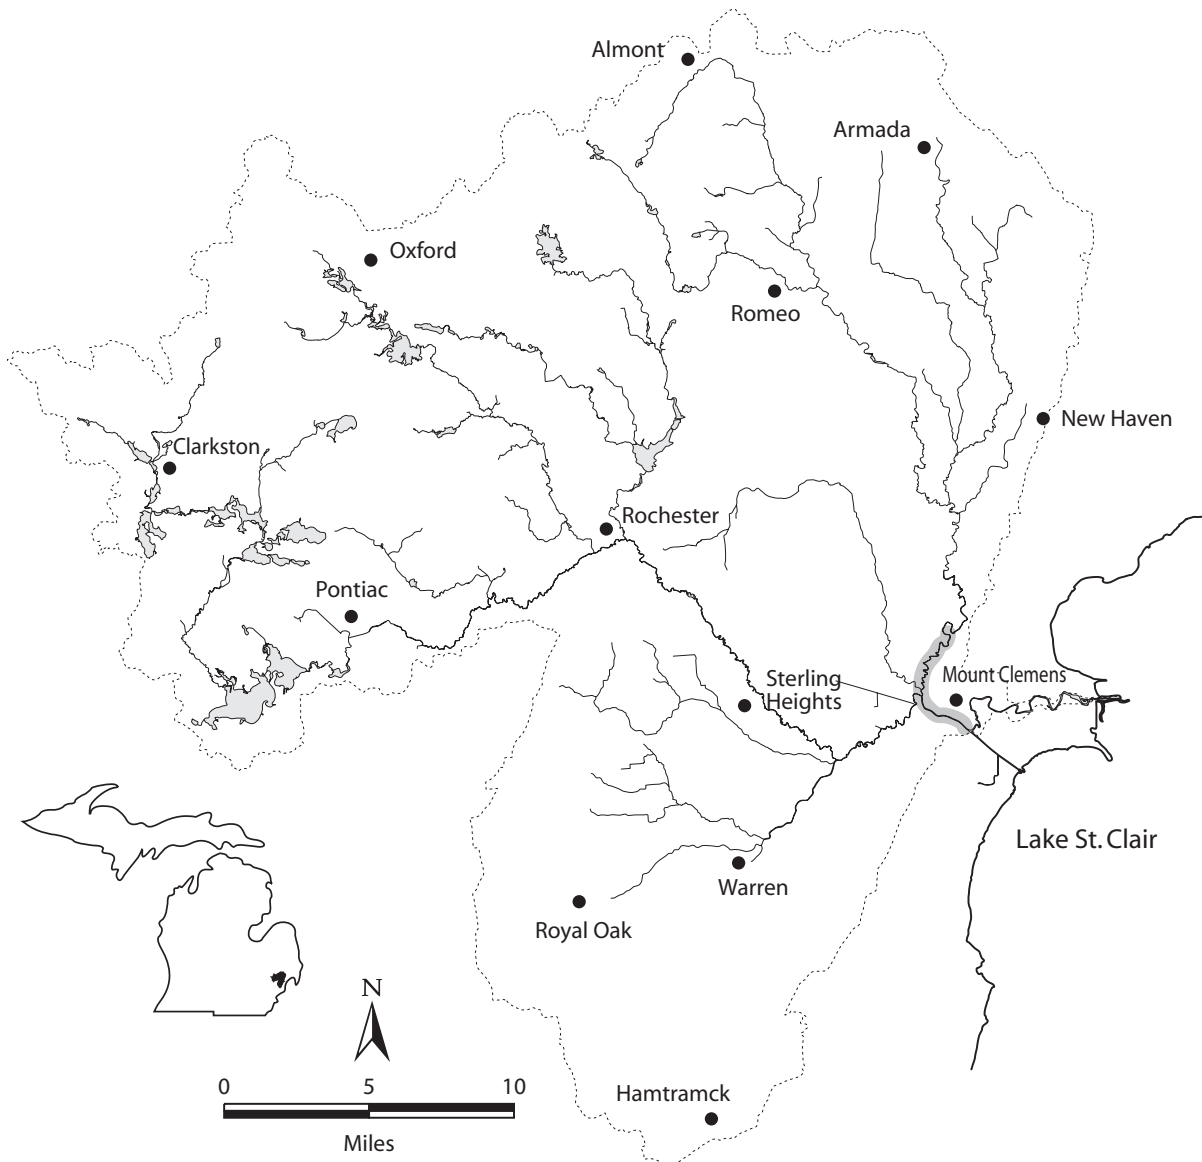 Almont
Armada
Oxford
Romeo
New Haven
Clarkston
Rochester
Pontiac
Mount Clemens
Sterling
Heights
Lake St. Clair
Warren
Royal Oak
N
0 5 10
Miles
Hamtramck